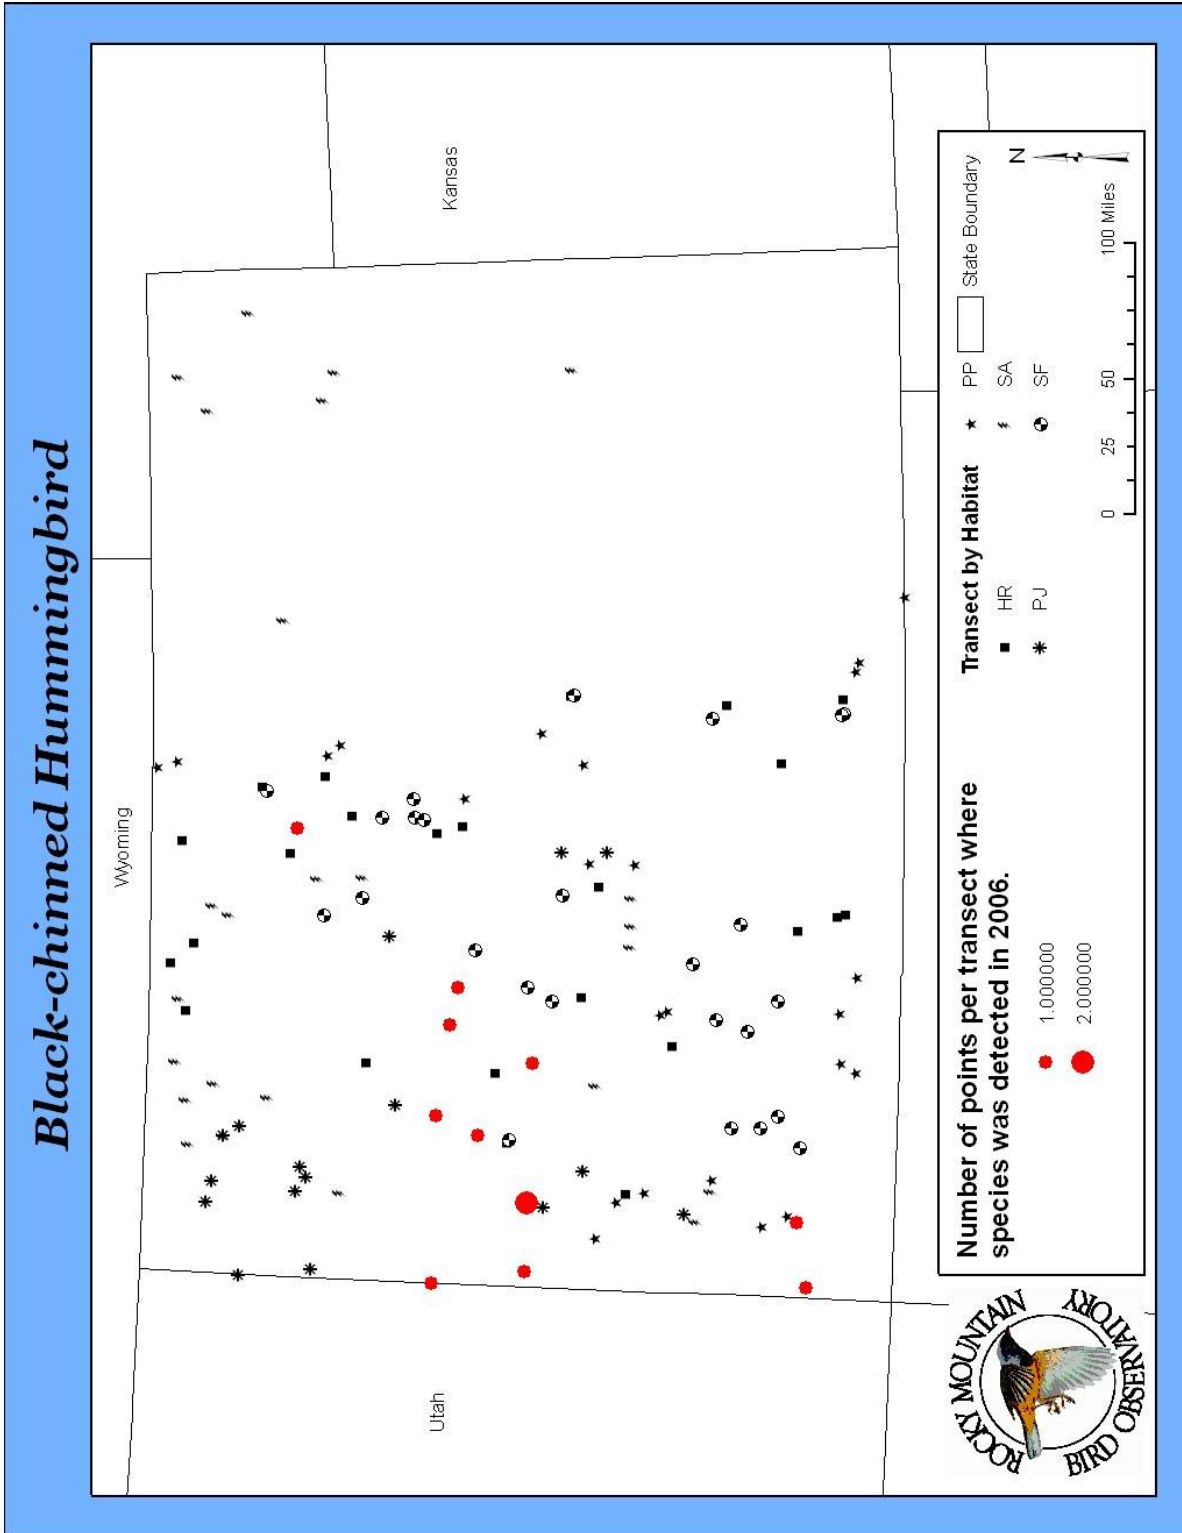 Black-chinned Hummingbird
Wyoming
Kansas
Utah
Number of points per transect where
species was detected in 2006.
1.000000
2.000000
Transect by Habitat
HR
PJ
PP
SA
SF
State Boundary
N
0 25 50 100 Miles
ROCKY MOUNTAIN
BIRD OBSERVATORY